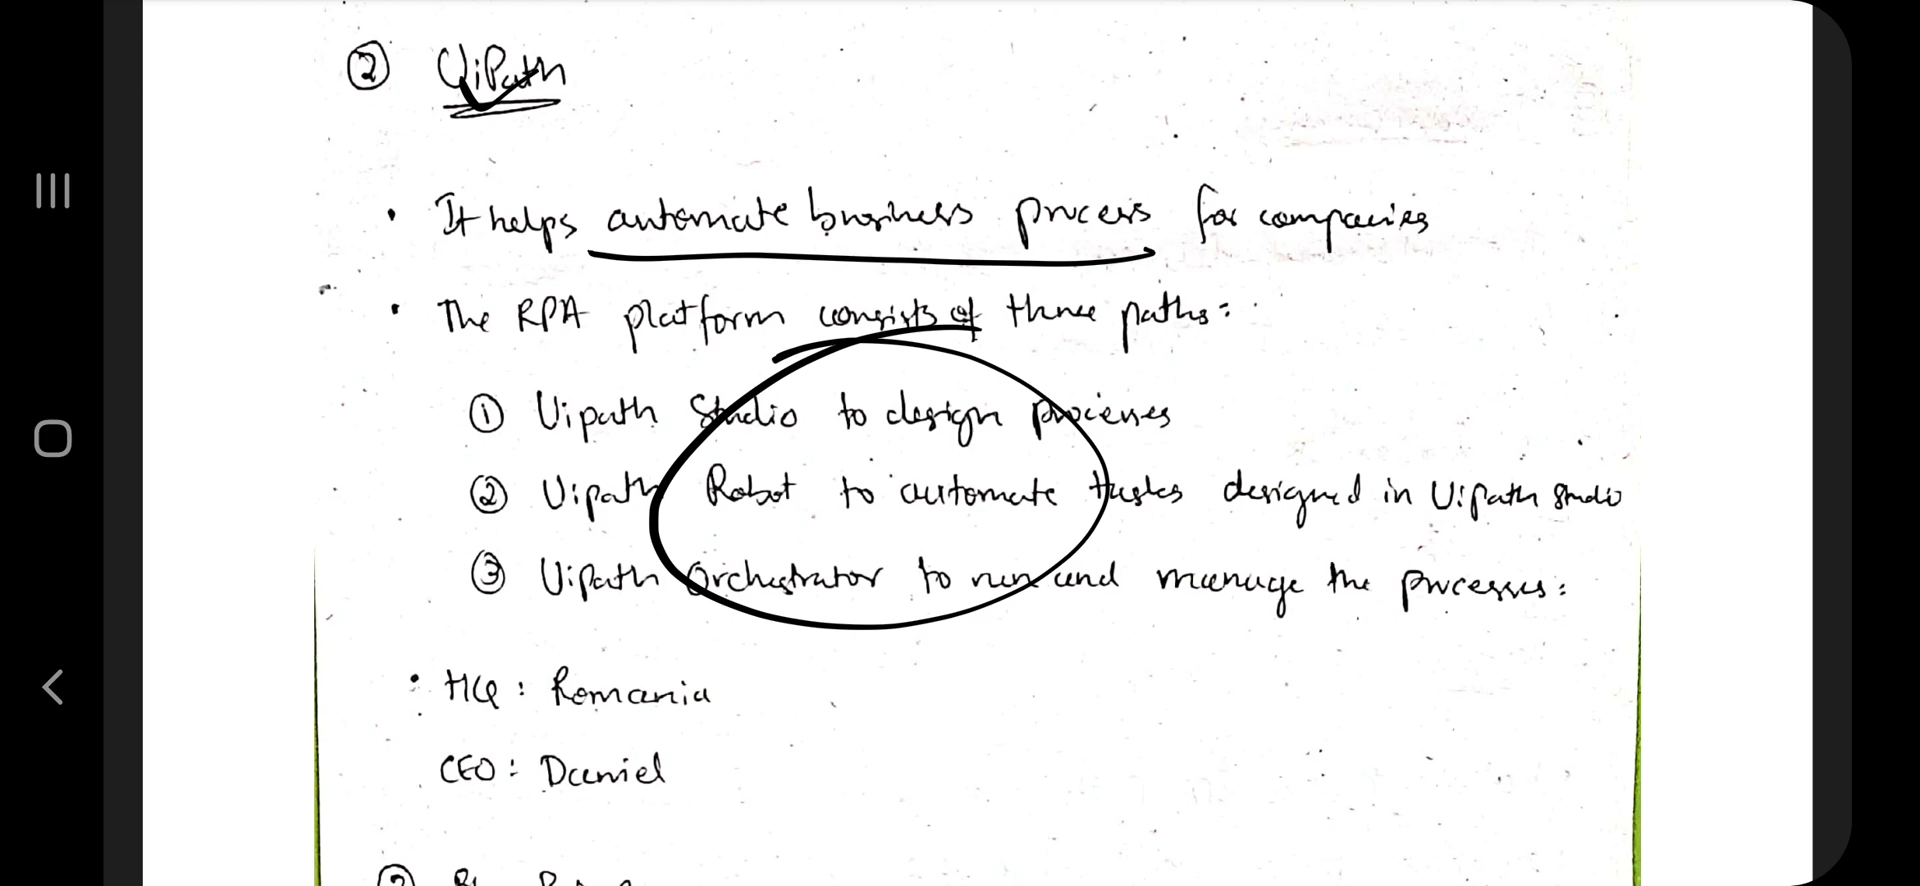 ② UiPath
• It helps automate business process for companies
• The RPA platform consists of three paths:
① Uipath Studio to design processes
② Uipath Robot to automate tasks designed in UiPath Studio
③ UiPath Orchestrator to run and manage the processes:
• HQ: Romania
CEO: Daniel